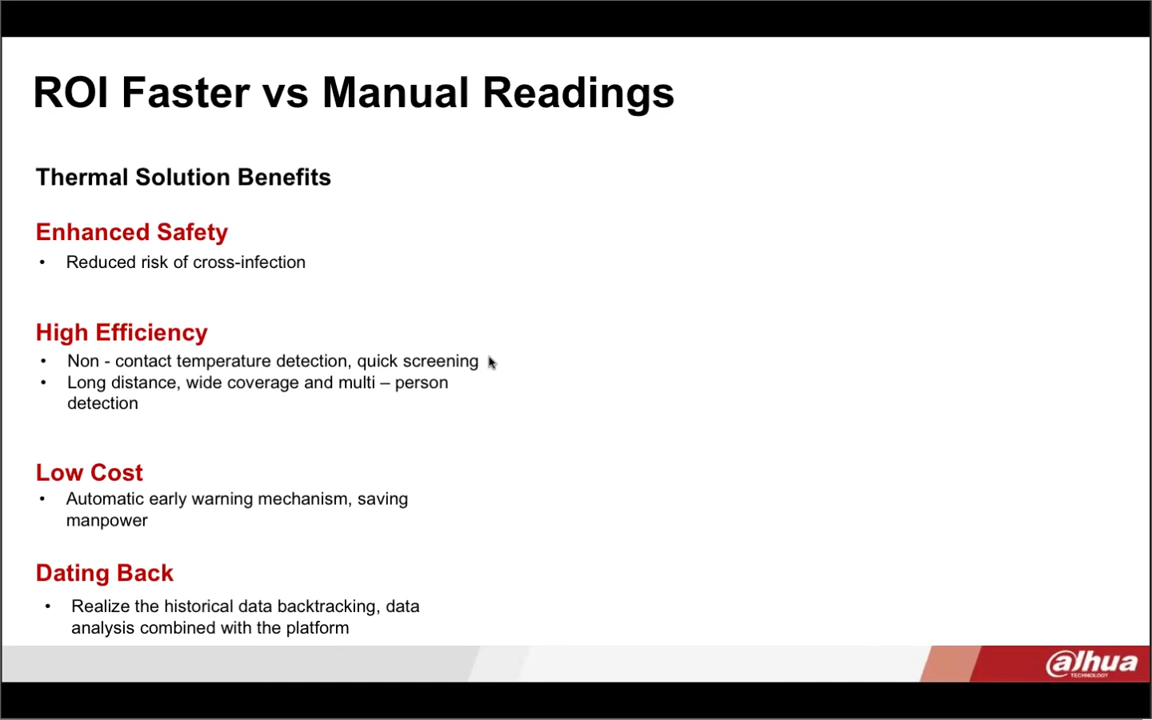 ROI Faster vs Manual Readings
Thermal Solution Benefits
Enhanced Safety
• Reduced risk of cross-infection
High Efficiency
• Non - contact temperature detection, quick screening
• Long distance, wide coverage and multi – person
detection
Low Cost
• Automatic early warning mechanism, saving
manpower
Dating Back
• Realize the historical data backtracking, data
analysis combined with the platform
alhua
TECHNOLOGY